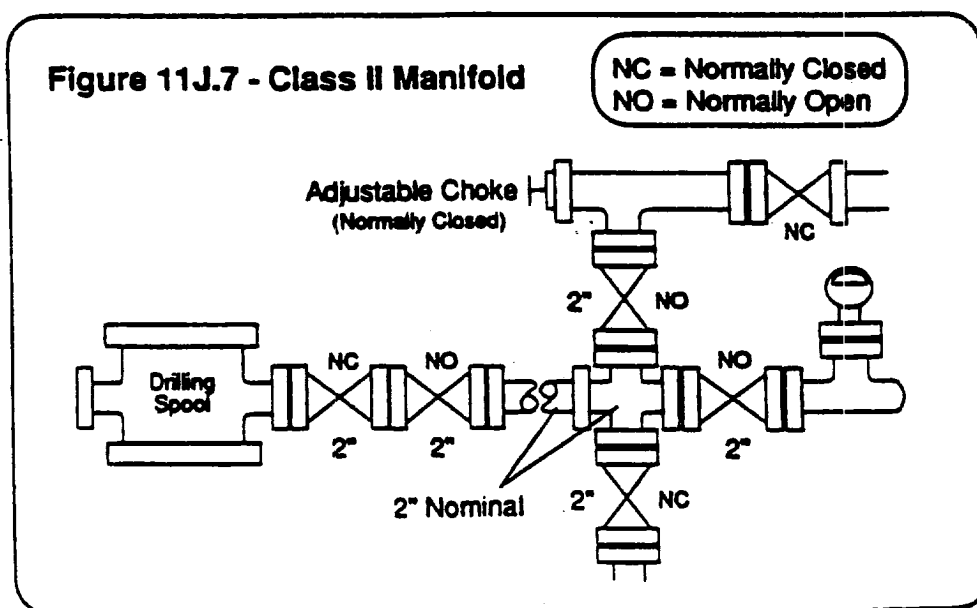 Figure 11J.7 - Class II Manifold
NC = Normally Closed
NO = Normally Open
Adjustable Choke
(Normally Closed)
NC
2" NO
NC NO
NO
Drilling
Spool
2" 2"
2"
2" Nominal
2" NC